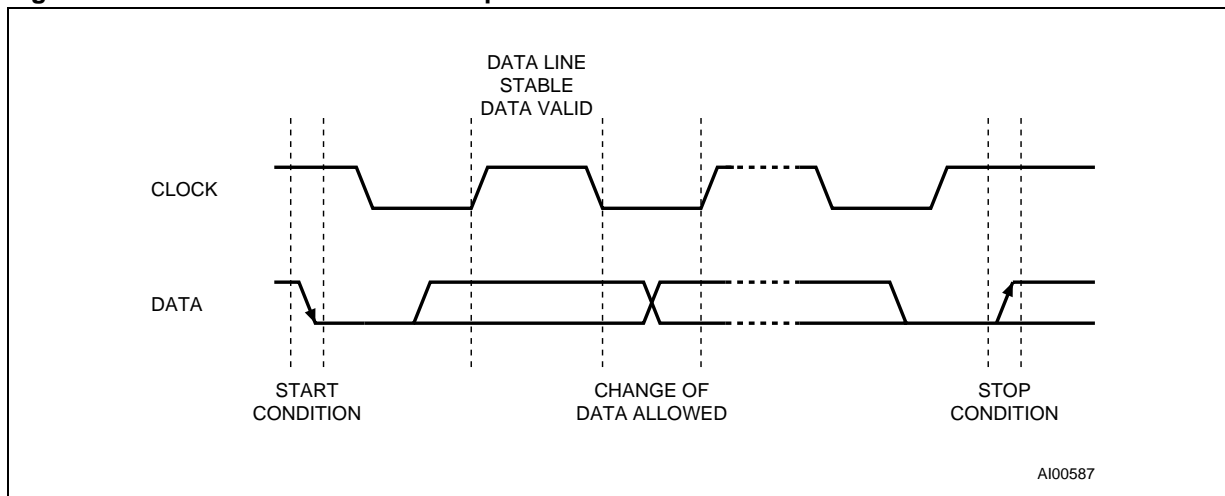 DATA LINE
STABLE
DATA VALID
CLOCK
DATA
START
CONDITION
CHANGE OF
DATA ALLOWED
STOP
CONDITION
AI00587